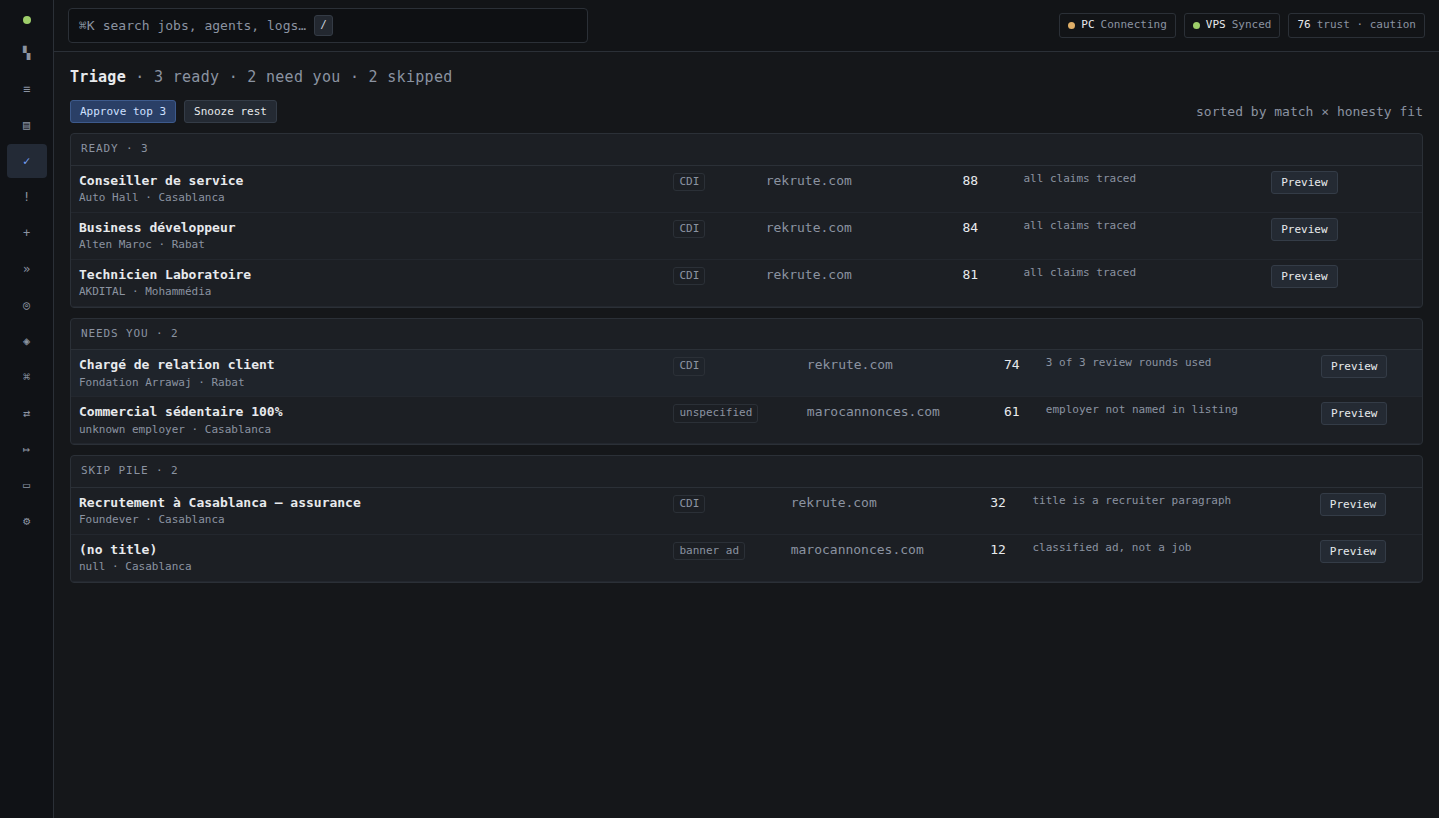 ⌘K search jobs, agents, logs… /
PC Connecting
VPS Synced
76 trust · caution
Triage · 3 ready · 2 need you · 2 skipped
Approve top 3
Snooze rest
sorted by match × honesty fit
READY · 3
Conseiller de service CDI rekrute.com 88 all claims traced Preview
Auto Hall · Casablanca
Business développeur CDI rekrute.com 84 all claims traced Preview
Alten Maroc · Rabat
Technicien Laboratoire CDI rekrute.com 81 all claims traced Preview
AKDITAL · Mohammédia
NEEDS YOU · 2
Chargé de relation client CDI rekrute.com 74 3 of 3 review rounds used Preview
Fondation Arrawaj · Rabat
Commercial sédentaire 100% unspecified marocannonces.com 61 employer not named in listing Preview
unknown employer · Casablanca
SKIP PILE · 2
Recrutement à Casablanca — assurance CDI rekrute.com 32 title is a recruiter paragraph Preview
Foundever · Casablanca
(no title) banner ad marocannonces.com 12 classified ad, not a job Preview
null · Casablanca